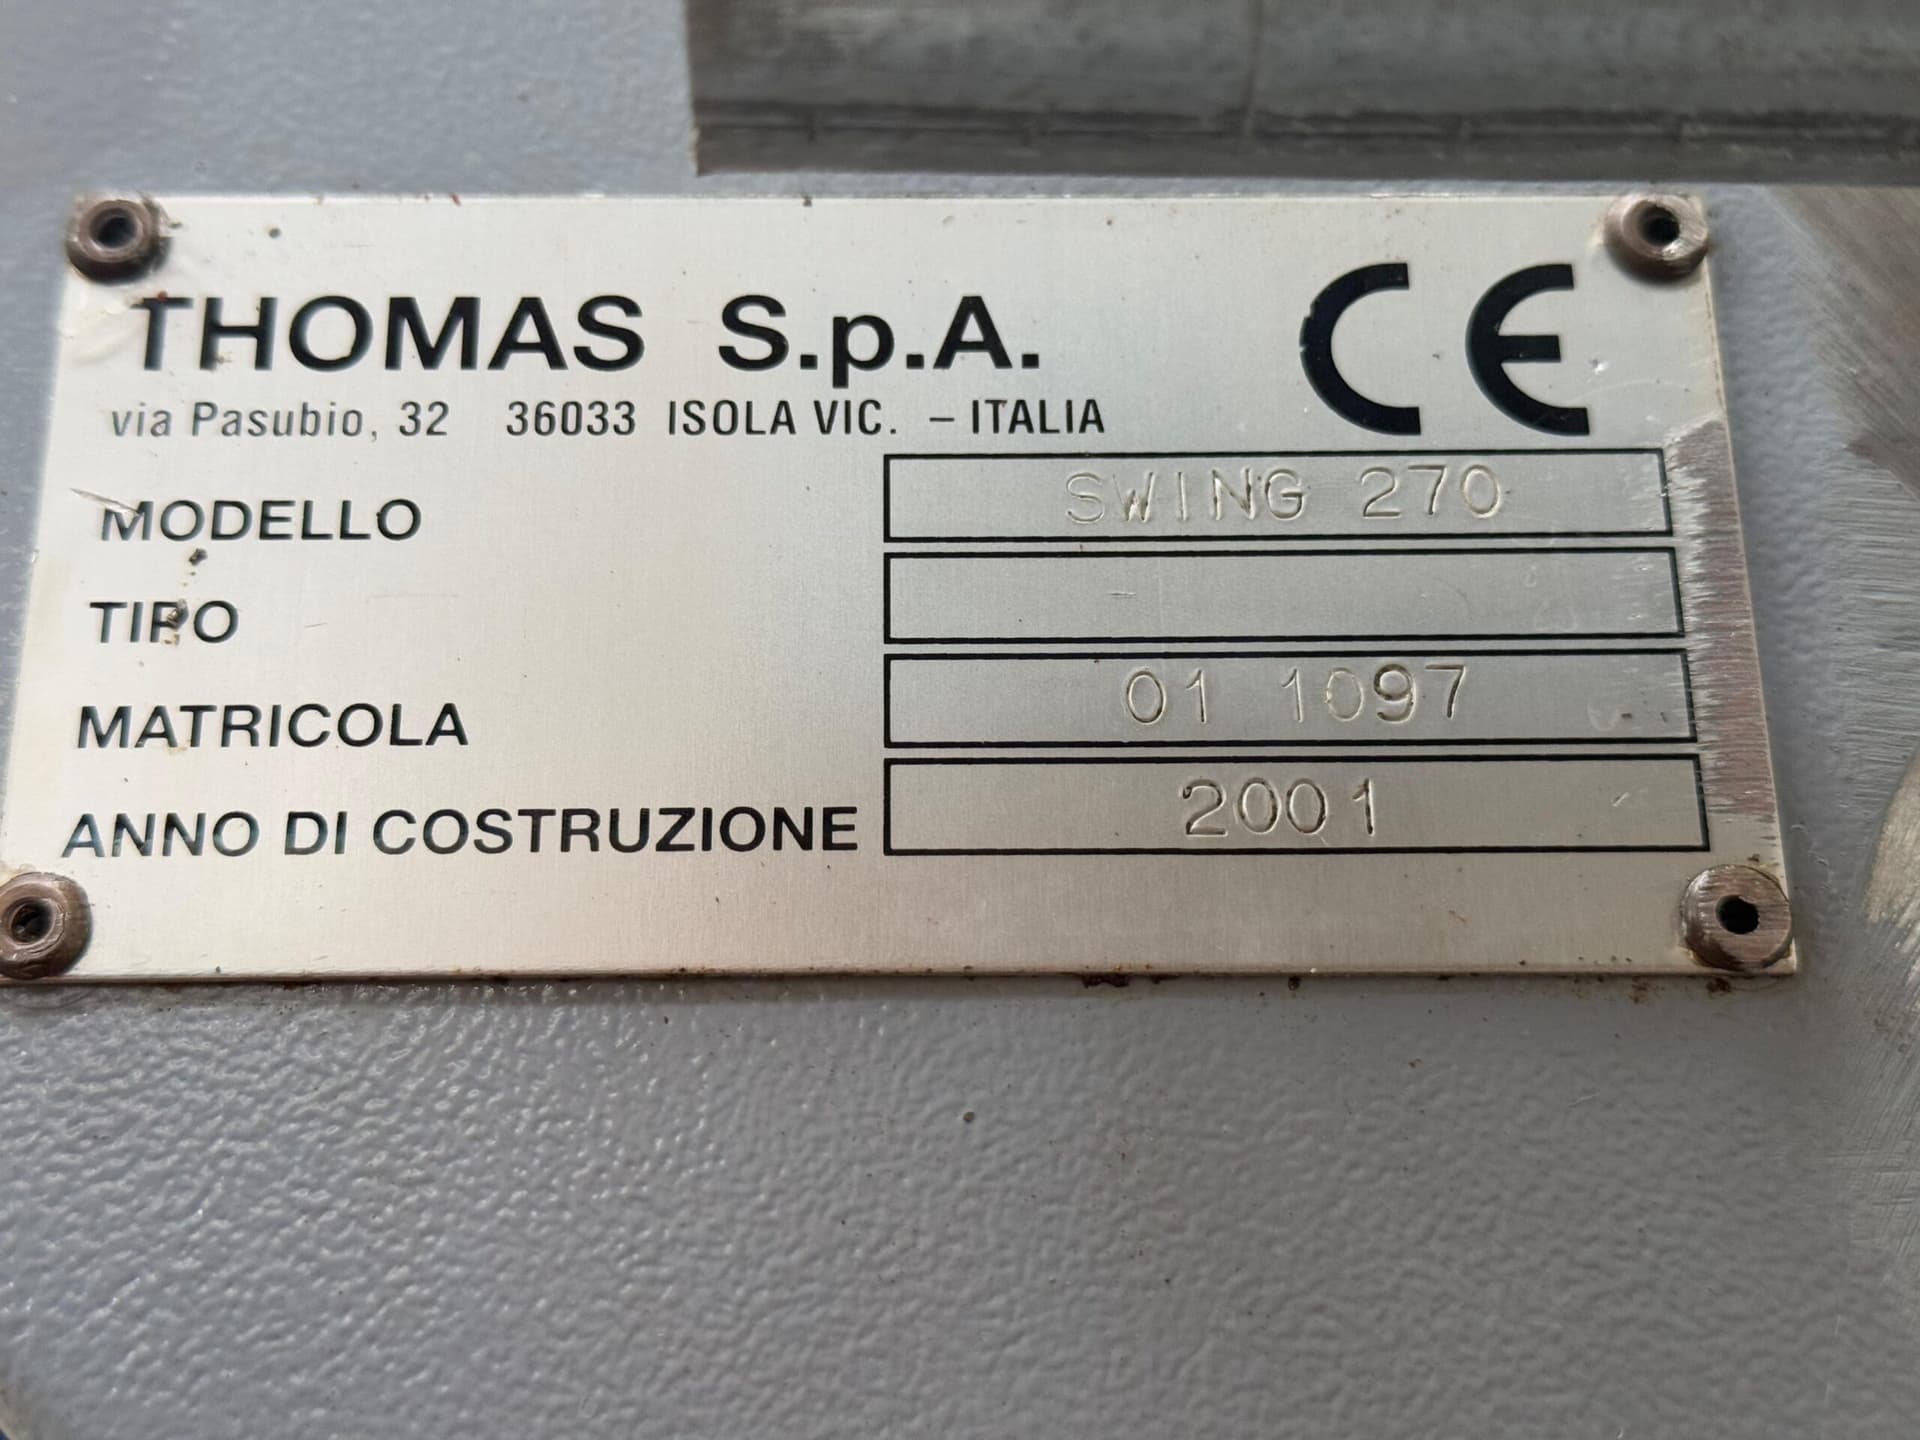 THOMAS S.p.A. CE
via Pasubio, 32 36033 ISOLA VIC. – ITALIA
MODELLO SWING 270
TIPO -
MATRICOLA 01 1097
ANNO DI COSTRUZIONE 2001